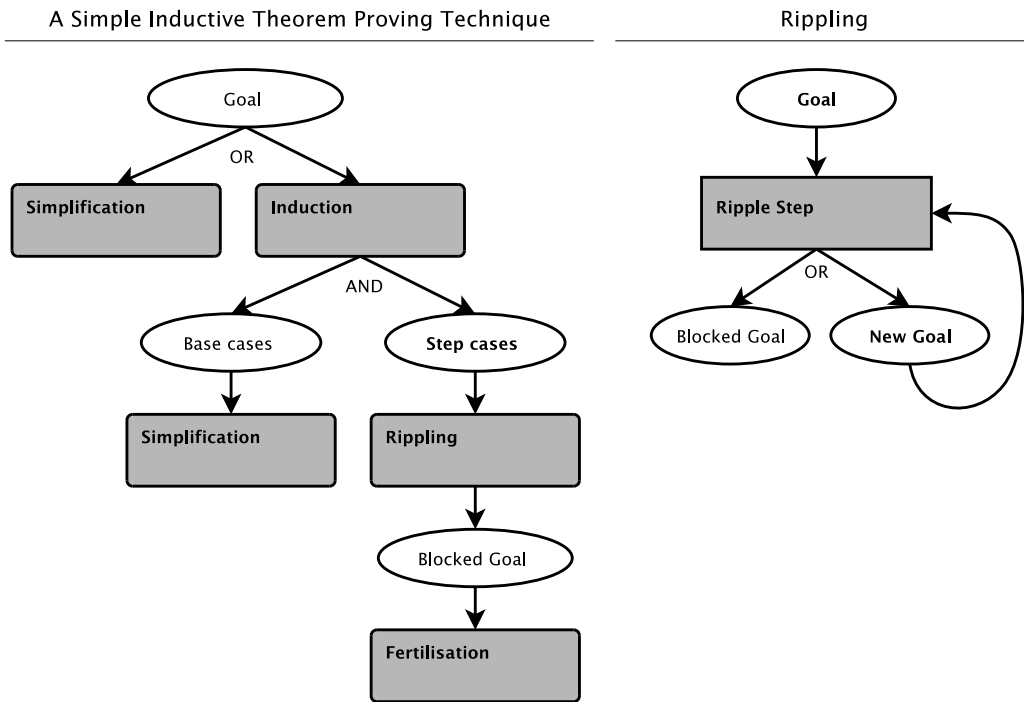 A Simple Inductive Theorem Proving Technique
Goal
OR
Simplification
Induction
AND
Base cases
Step cases
Simplification
Rippling
Blocked Goal
Fertilisation
Rippling
Goal
Ripple Step
OR
Blocked Goal
New Goal